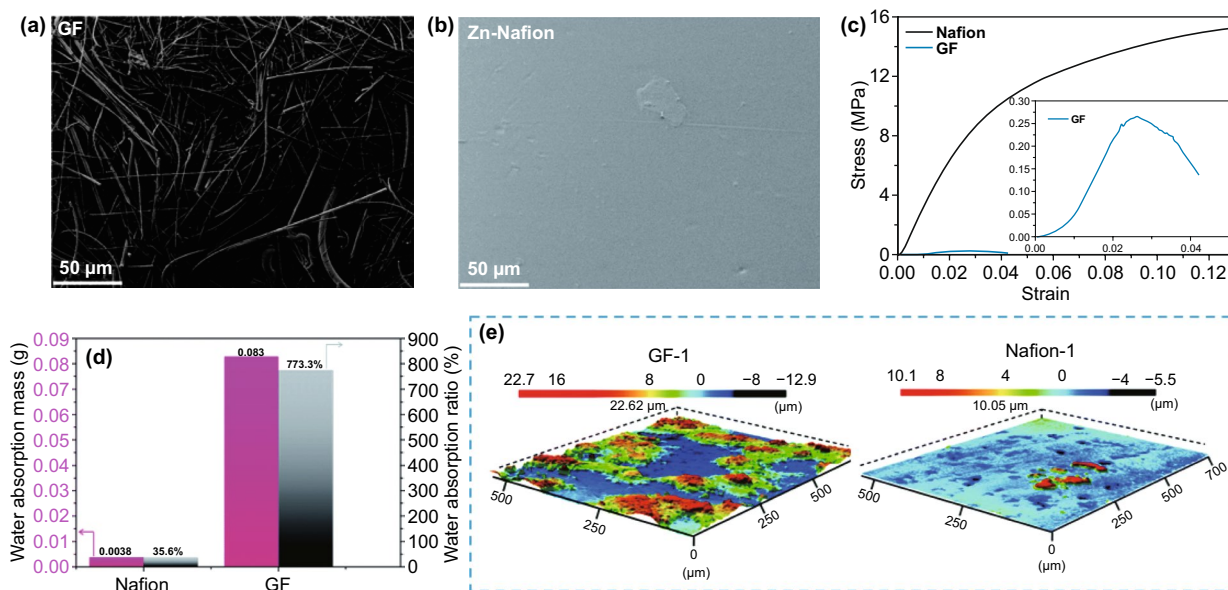 (a) GF
50 µm
(b) Zn-Nafion
50 µm
(c)
Nafion
GF
Stress (MPa)
16
12
8
4
0
0.00 0.02 0.04 0.06 0.08 0.10 0.12
Strain
GF
0.30
0.25
0.20
0.15
0.10
0.05
0.00
0.00 0.02 0.04
(d)
Water absorption mass (g)
0.09
0.08
0.07
0.06
0.05
0.04
0.03
0.02
0.01
0.00
0.0038 35.6%
0.083
773.3%
Nafion GF
900
800
700
600
500
400
300
200
100
0
Water absorption ratio (%)
(e)
GF-1
22.7 16 8 0 −8 −12.9
22.62 µm (µm)
500
250
0
250
500
(µm)
Nafion-1
10.1 8 4 0 −4 −5.5
10.05 µm (µm)
500
250
0
250
500
700
(µm)